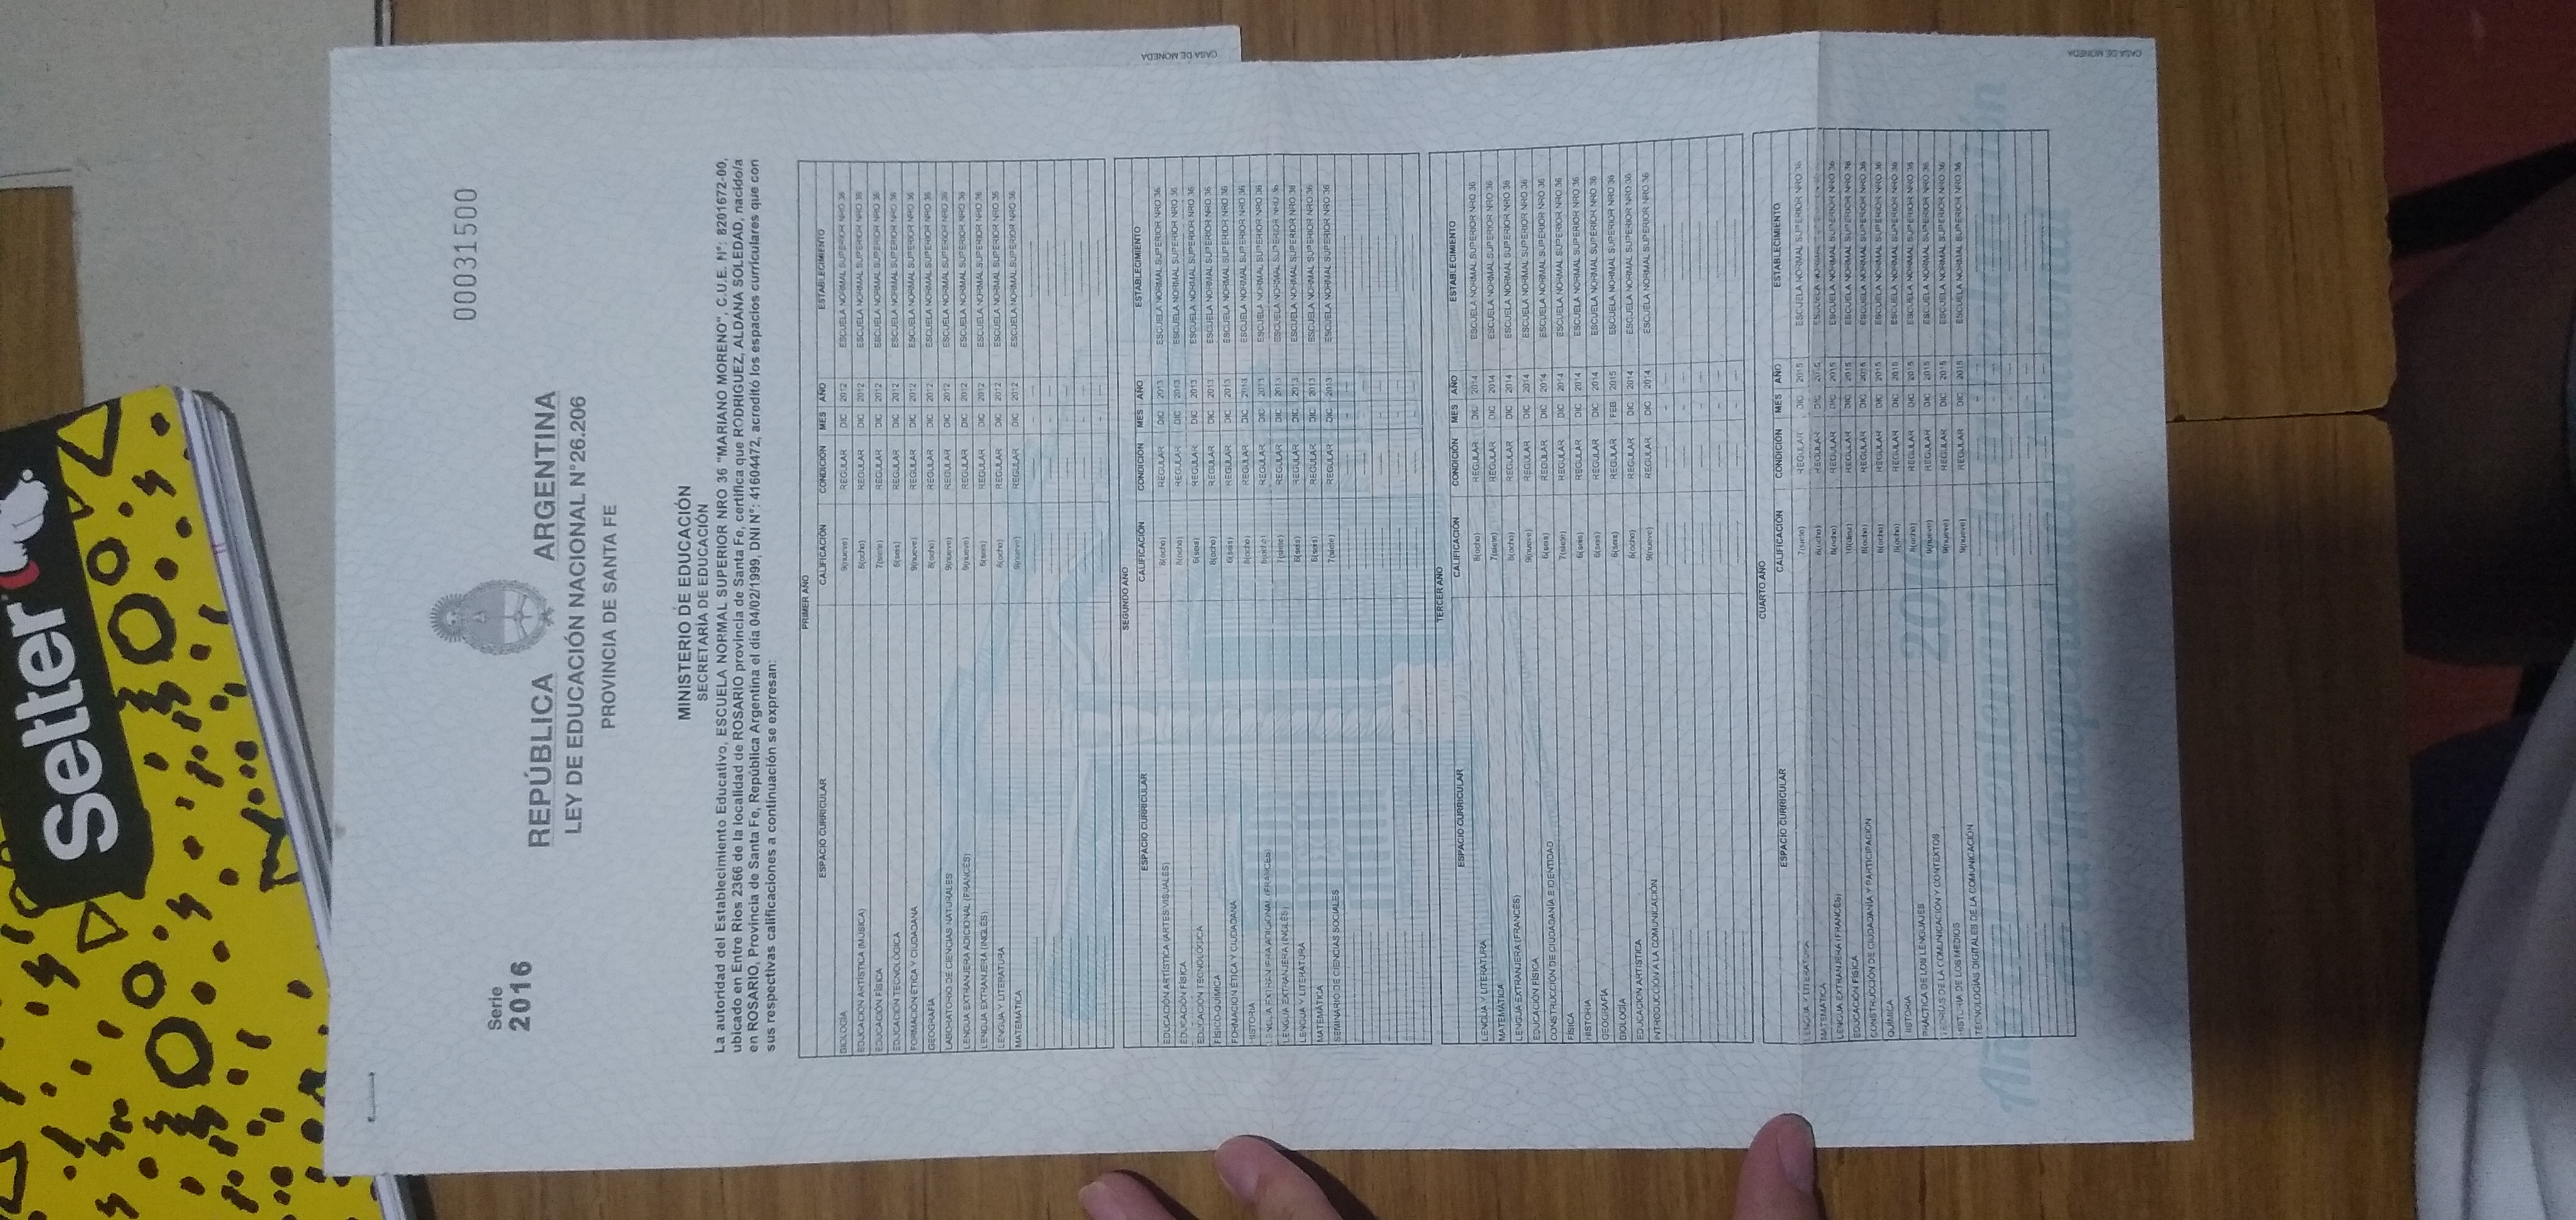 Settler
Serie
2016
00031500
REPÚBLICA ARGENTINA
LEY DE EDUCACIÓN NACIONAL N°26.206
PROVINCIA DE SANTA FE
MINISTERIO DE EDUCACIÓN
SECRETARÍA DE EDUCACIÓN
La autoridad del Establecimiento Educativo, ESCUELA NORMAL SUPERIOR NRO 36 "MARIANO MORENO", C.U.E. N°: 8201672-00,
ubicado en Entre Rios 2366 de la localidad de ROSARIO provincia de Santa Fe, certifica que RODRIGUEZ, ALDANA SOLEDAD, nacido/a
en ROSARIO, Provincia de Santa Fe, República Argentina el día 04/02/1999, DNI N°: 41604472, acreditó los espacios curriculares que con
sus respectivas calificaciones a continuación se expresan:
PRIMER AÑO
ESPACIO CURRICULAR CALIFICACIÓN CONDICIÓN MES AÑO ESTABLECIMIENTO
BIOLOGÍA 9(nueve) REGULAR DIC 2012 ESCUELA NORMAL SUPERIOR NRO 36
EDUCACIÓN ARTÍSTICA (MÚSICA) 8(ocho) REGULAR DIC 2012 ESCUELA NORMAL SUPERIOR NRO 36
EDUCACIÓN FÍSICA 7(siete) REGULAR DIC 2012 ESCUELA NORMAL SUPERIOR NRO 36
EDUCACIÓN TECNOLÓGICA 6(seis) REGULAR DIC 2012 ESCUELA NORMAL SUPERIOR NRO 36
FORMACIÓN ÉTICA Y CIUDADANA 9(nueve) REGULAR DIC 2012 ESCUELA NORMAL SUPERIOR NRO 36
GEOGRAFÍA 8(ocho) REGULAR DIC 2012 ESCUELA NORMAL SUPERIOR NRO 36
LABORATORIO DE CIENCIAS NATURALES 9(nueve) REGULAR DIC 2012 ESCUELA NORMAL SUPERIOR NRO 36
LENGUA EXTRANJERA ADICIONAL (FRANCÉS) 9(nueve) REGULAR DIC 2012 ESCUELA NORMAL SUPERIOR NRO 36
LENGUA EXTRANJERA (INGLÉS) 6(seis) REGULAR DIC 2012 ESCUELA NORMAL SUPERIOR NRO 36
LENGUA Y LITERATURA 8(ocho) REGULAR DIC 2012 ESCUELA NORMAL SUPERIOR NRO 36
MATEMÁTICA 9(nueve) REGULAR DIC 2012 ESCUELA NORMAL SUPERIOR NRO 36
SEGUNDO AÑO
ESPACIO CURRICULAR CALIFICACIÓN CONDICIÓN MES AÑO ESTABLECIMIENTO
EDUCACIÓN ARTÍSTICA (ARTES VISUALES) 8(ocho) REGULAR DIC 2013 ESCUELA NORMAL SUPERIOR NRO 36
EDUCACIÓN FÍSICA 8(ocho) REGULAR DIC 2013 ESCUELA NORMAL SUPERIOR NRO 36
EDUCACIÓN TECNOLÓGICA 6(seis) REGULAR DIC 2013 ESCUELA NORMAL SUPERIOR NRO 36
FÍSICO-QUÍMICA 8(ocho) REGULAR DIC 2013 ESCUELA NORMAL SUPERIOR NRO 36
FORMACIÓN ÉTICA Y CIUDADANA 6(seis) REGULAR DIC 2013 ESCUELA NORMAL SUPERIOR NRO 36
HISTORIA 8(ocho) REGULAR DIC 2013 ESCUELA NORMAL SUPERIOR NRO 36
LENGUA EXTRANJERA ADICIONAL (FRANCÉS) REGULAR DIC 2013 ESCUELA NORMAL SUPERIOR NRO 36
LENGUA EXTRANJERA (INGLÉS) 7(siete) REGULAR DIC 2013 ESCUELA NORMAL SUPERIOR NRO 36
LENGUA Y LITERATURA 6(seis) REGULAR DIC 2013 ESCUELA NORMAL SUPERIOR NRO 36
MATEMÁTICA 6(seis) REGULAR DIC 2013 ESCUELA NORMAL SUPERIOR NRO 36
SEMINARIO DE CIENCIAS SOCIALES 7(siete) REGULAR DIC 2013 ESCUELA NORMAL SUPERIOR NRO 36
TERCER AÑO
ESPACIO CURRICULAR CALIFICACIÓN CONDICIÓN MES AÑO ESTABLECIMIENTO
LENGUA Y LITERATURA 8(ocho) REGULAR DIC 2014 ESCUELA NORMAL SUPERIOR NRO 36
MATEMÁTICA 7(siete) REGULAR DIC 2014 ESCUELA NORMAL SUPERIOR NRO 36
LENGUA EXTRANJERA (FRANCÉS) 8(ocho) REGULAR DIC 2014 ESCUELA NORMAL SUPERIOR NRO 36
EDUCACIÓN FÍSICA 9(nueve) REGULAR DIC 2014 ESCUELA NORMAL SUPERIOR NRO 36
CONSTRUCCIÓN DE CIUDADANÍA E IDENTIDAD 6(seis) REGULAR DIC 2014 ESCUELA NORMAL SUPERIOR NRO 36
FÍSICA 7(siete) REGULAR DIC 2014 ESCUELA NORMAL SUPERIOR NRO 36
HISTORIA 6(seis) REGULAR DIC 2014 ESCUELA NORMAL SUPERIOR NRO 36
GEOGRAFÍA 6(seis) REGULAR DIC 2014 ESCUELA NORMAL SUPERIOR NRO 36
BIOLOGÍA 6(seis) REGULAR FEB 2015 ESCUELA NORMAL SUPERIOR NRO 36
EDUCACIÓN ARTÍSTICA 8(ocho) REGULAR DIC 2014 ESCUELA NORMAL SUPERIOR NRO 36
INTRODUCCIÓN A LA COMUNICACIÓN 9(nueve) REGULAR DIC 2014 ESCUELA NORMAL SUPERIOR NRO 36
CUARTO AÑO
ESPACIO CURRICULAR CALIFICACIÓN CONDICIÓN MES AÑO ESTABLECIMIENTO
LENGUA Y LITERATURA 7(siete) REGULAR DIC 2015 ESCUELA NORMAL SUPERIOR NRO 36
MATEMÁTICA 8(ocho) REGULAR DIC 2015 ESCUELA NORMAL SUPERIOR NRO 36
LENGUA EXTRANJERA (FRANCÉS) 8(ocho) REGULAR DIC 2015 ESCUELA NORMAL SUPERIOR NRO 36
EDUCACIÓN FÍSICA 10(diez) REGULAR DIC 2015 ESCUELA NORMAL SUPERIOR NRO 36
CONSTRUCCIÓN DE CIUDADANÍA Y PARTICIPACIÓN 8(ocho) REGULAR DIC 2015 ESCUELA NORMAL SUPERIOR NRO 36
QUÍMICA 8(ocho) REGULAR DIC 2015 ESCUELA NORMAL SUPERIOR NRO 36
HISTORIA 8(ocho) REGULAR DIC 2015 ESCUELA NORMAL SUPERIOR NRO 36
PRÁCTICA DE LOS LENGUAJES 8(ocho) REGULAR DIC 2015 ESCUELA NORMAL SUPERIOR NRO 36
TEORÍAS DE LA COMUNICACIÓN Y CONTEXTOS 9(nueve) REGULAR DIC 2015 ESCUELA NORMAL SUPERIOR NRO 36
HISTORIA DE LOS MEDIOS 9(nueve) REGULAR DIC 2015 ESCUELA NORMAL SUPERIOR NRO 36
TECNOLOGÍAS DIGITALES DE LA COMUNICACIÓN 9(nueve) REGULAR DIC 2015 ESCUELA NORMAL SUPERIOR NRO 36
CASA DE MONEDA
CASA DE MONEDA